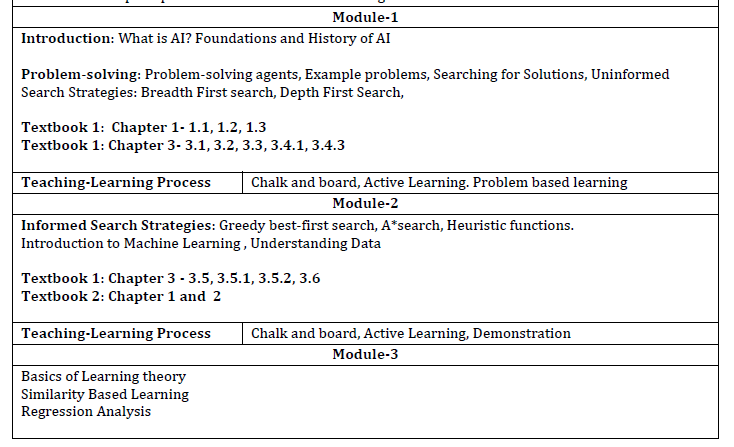 Module-1
Introduction: What is AI? Foundations and History of AI
Problem-solving: Problem-solving agents, Example problems, Searching for Solutions, Uninformed
Search Strategies: Breadth First search, Depth First Search,
Textbook 1: Chapter 1- 1.1, 1.2, 1.3
Textbook 1: Chapter 3- 3.1, 3.2, 3.3, 3.4.1, 3.4.3
Teaching-Learning Process Chalk and board, Active Learning. Problem based learning
Module-2
Informed Search Strategies: Greedy best-first search, A*search, Heuristic functions.
Introduction to Machine Learning , Understanding Data
Textbook 1: Chapter 3 - 3.5, 3.5.1, 3.5.2, 3.6
Textbook 2: Chapter 1 and 2
Teaching-Learning Process Chalk and board, Active Learning, Demonstration
Module-3
Basics of Learning theory
Similarity Based Learning
Regression Analysis